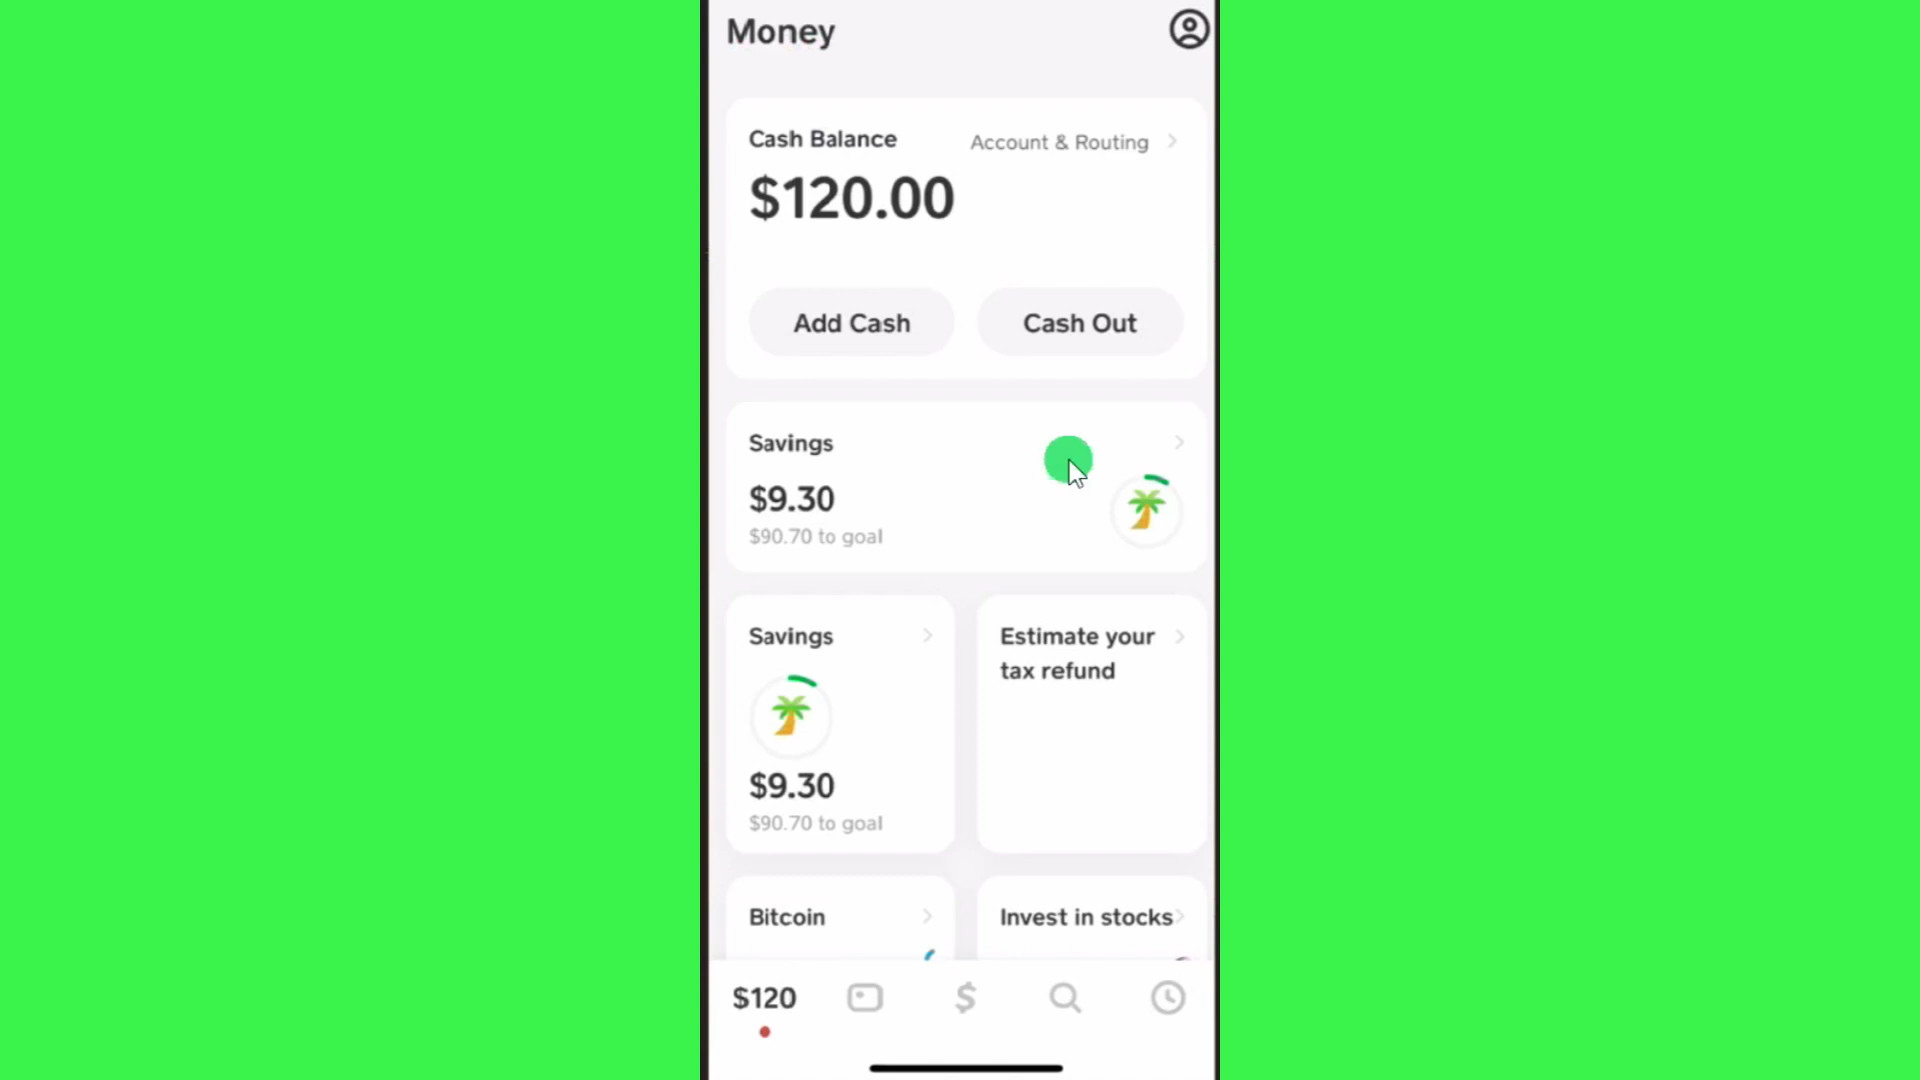 Money
Cash Balance
Account & Routing
$120.00
Add Cash
Cash Out
Savings
$9.30
$90.70 to goal
Savings
$9.30
$90.70 to goal
Estimate your
tax refund
Bitcoin
Invest in stocks
$120
$